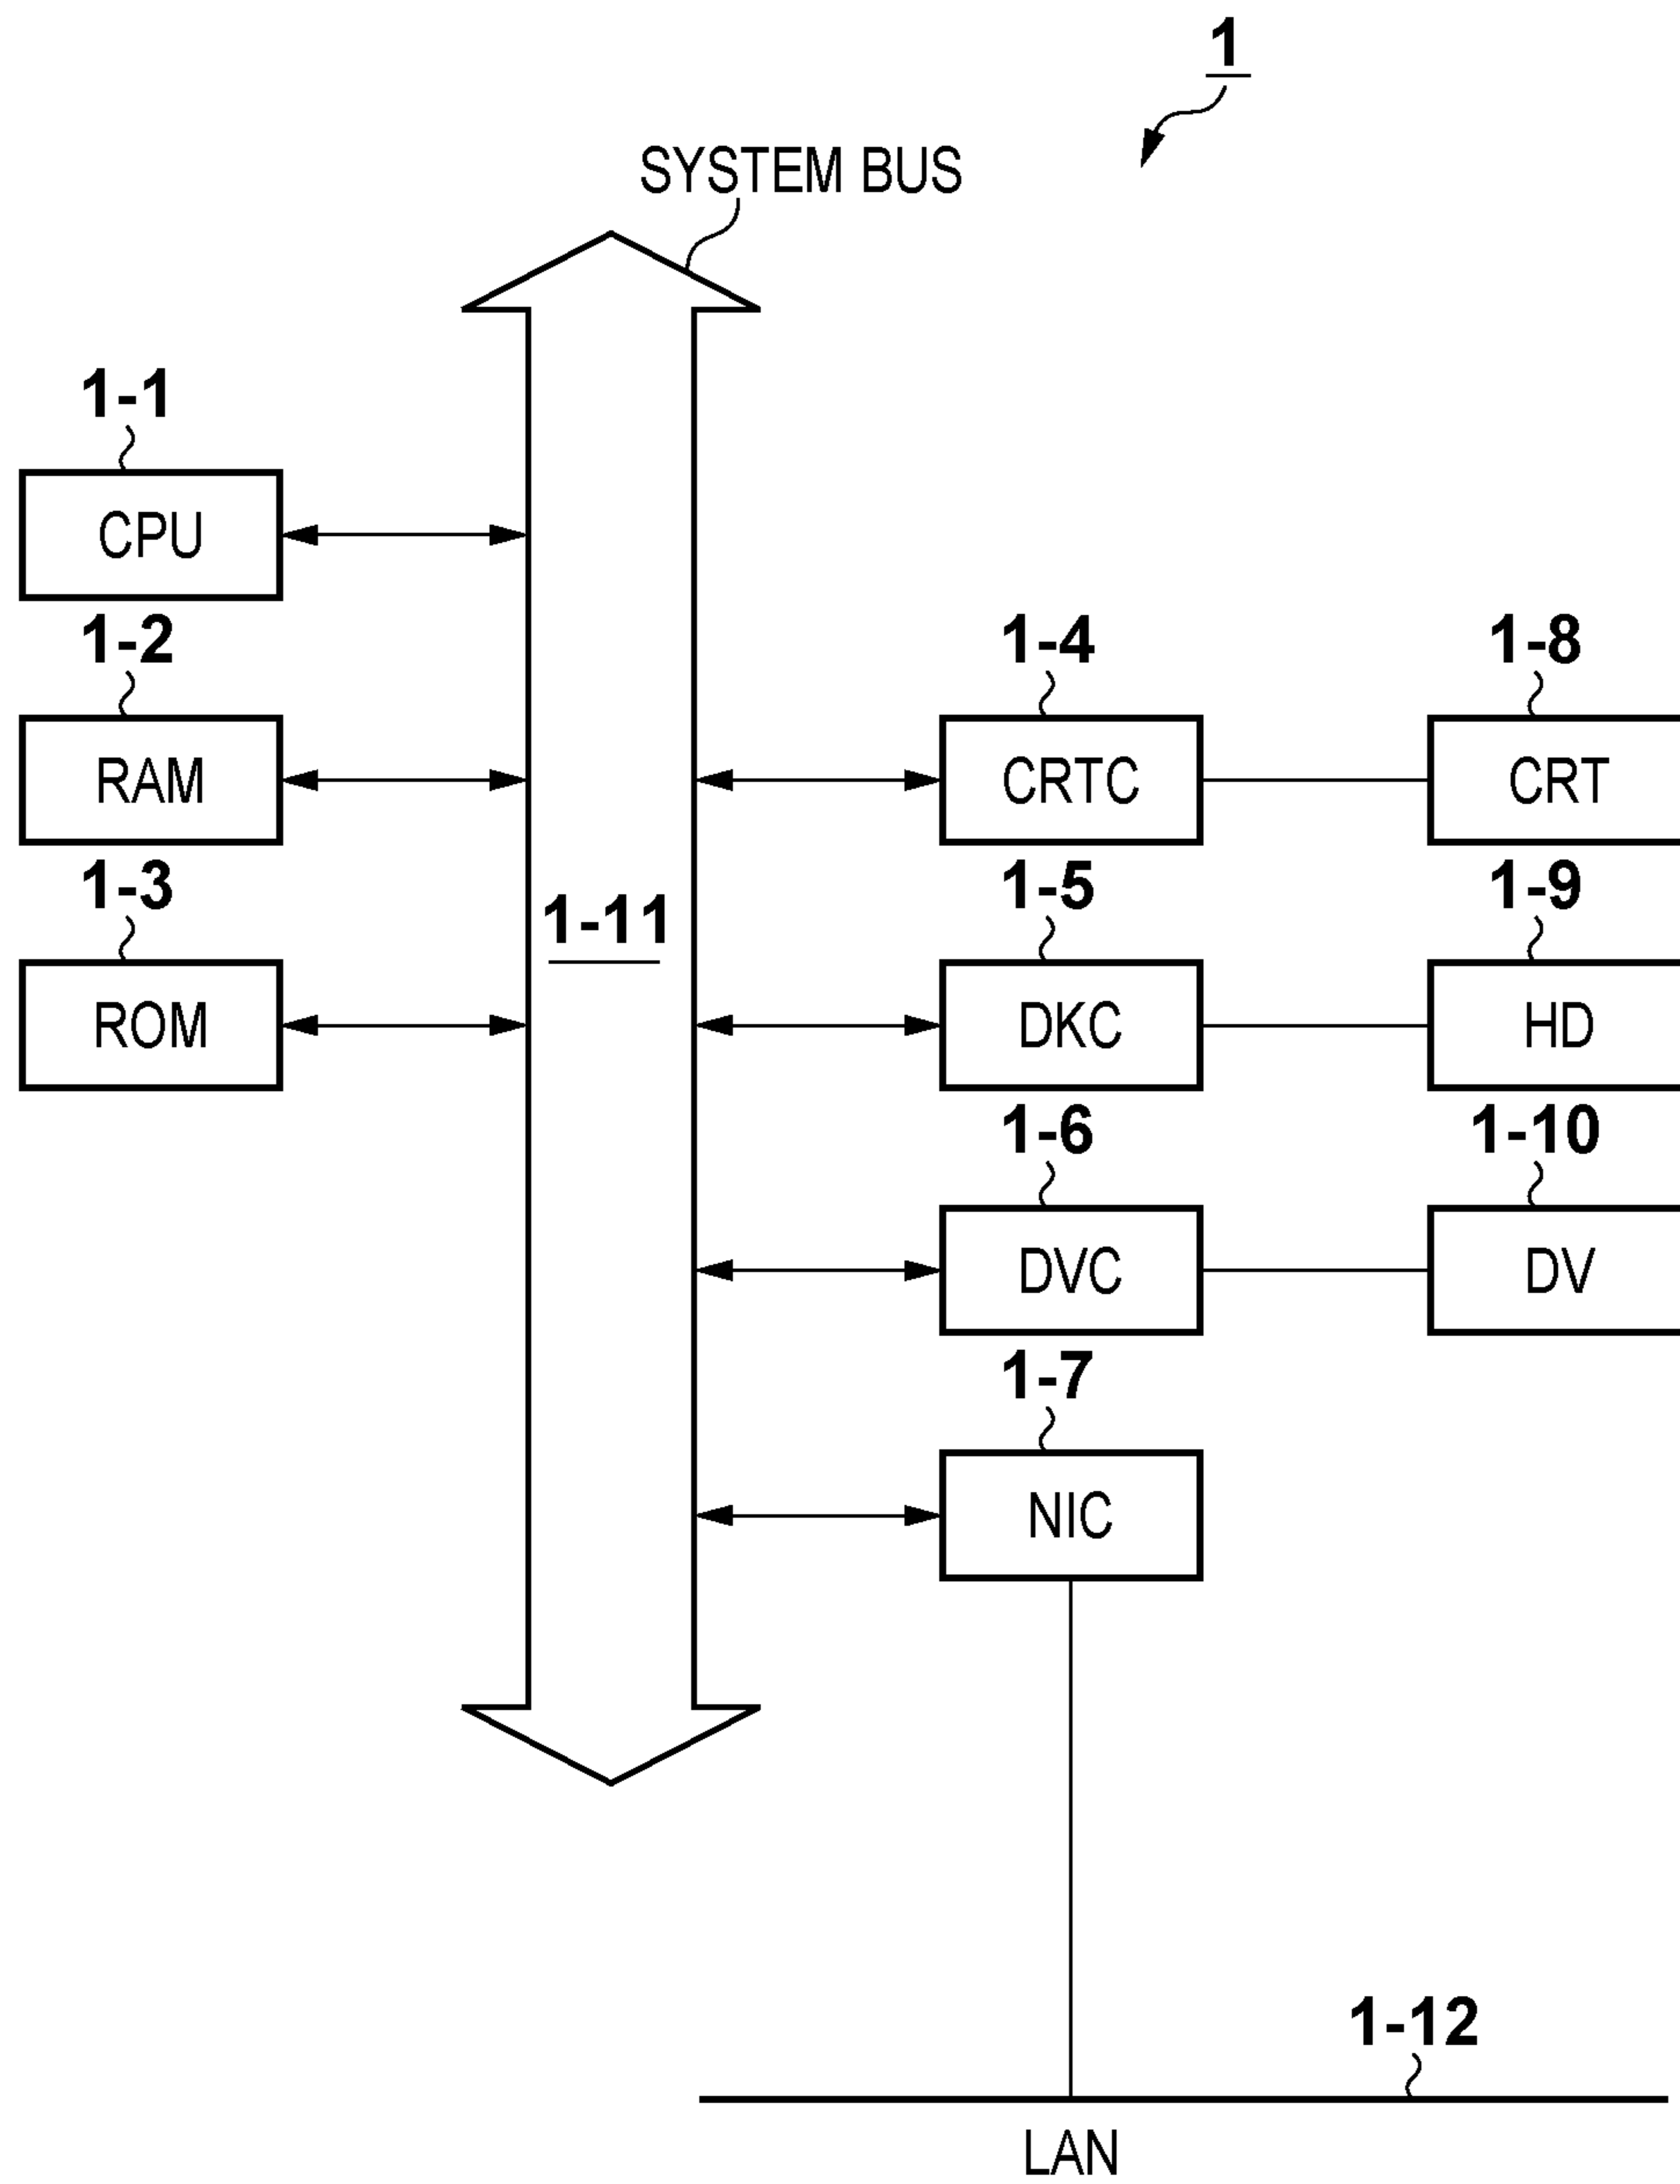 1
SYSTEM BUS
1-1
CPU
1-2
RAM
1-3
ROM
1-11
1-4
CRTC
1-8
CRT
1-5
DKC
1-9
HD
1-6
DVC
1-10
DV
1-7
NIC
1-12
LAN